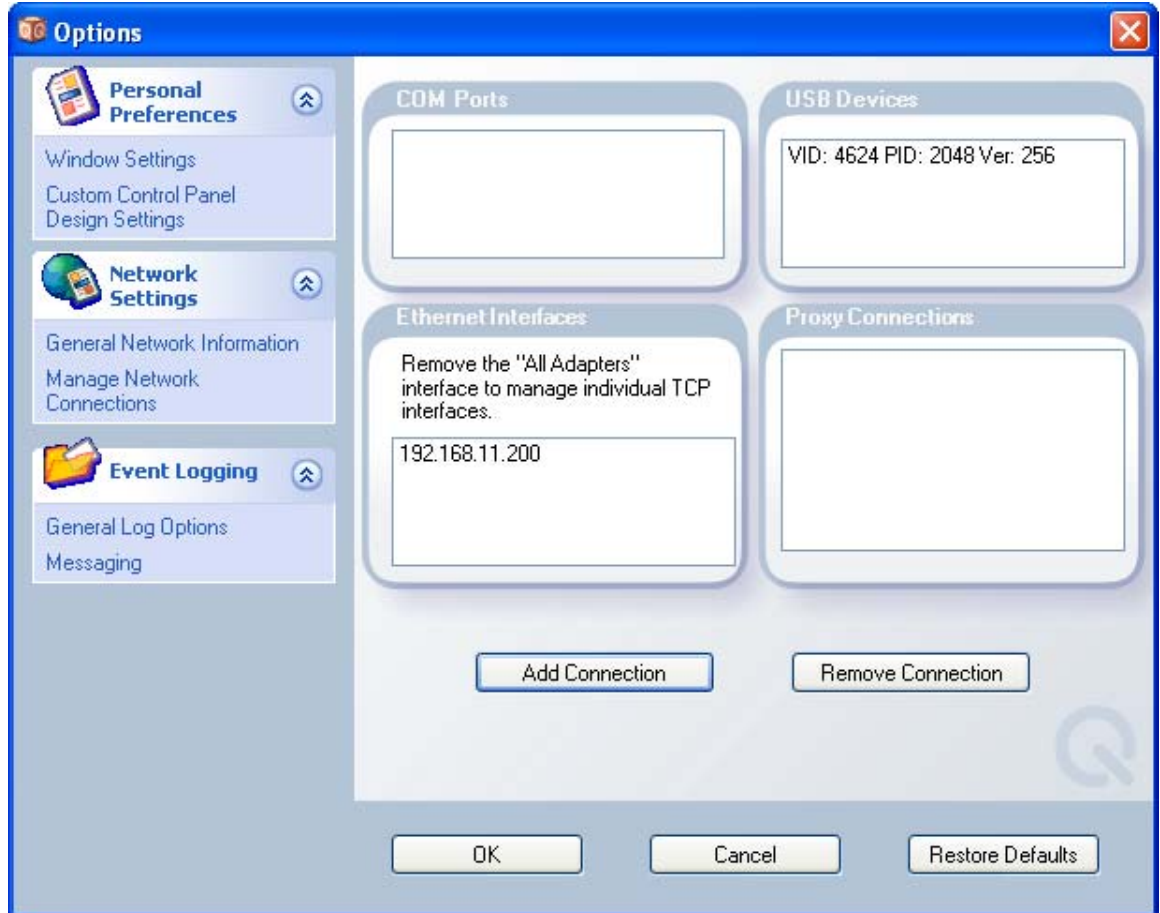 Options
Personal
Preferences
Window Settings
Custom Control Panel
Design Settings
Network
Settings
General Network Information
Manage Network
Connections
Event Logging
General Log Options
Messaging
COM Ports
USB Devices
VID: 4624 PID: 2048 Ver: 256
Ethernet Interfaces
Remove the "All Adapters"
interface to manage individual TCP
interfaces.
192.168.11.200
Proxy Connections
Add Connection
Remove Connection
OK
Cancel
Restore Defaults